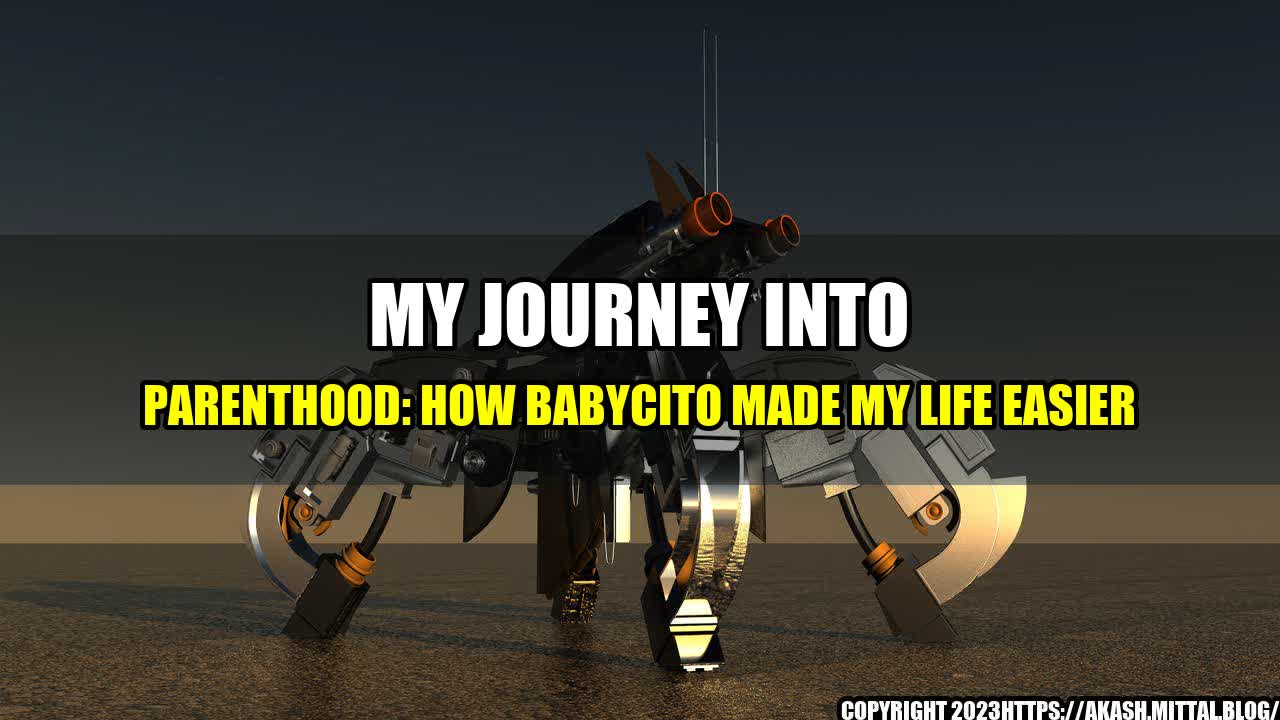 MY JOURNEY INTO
PARENTHOOD: HOW BABYCITO MADE MY LIFE EASIER
COPYRIGHT 2023HTTPS://AKASH.MITTAL.BLOG/